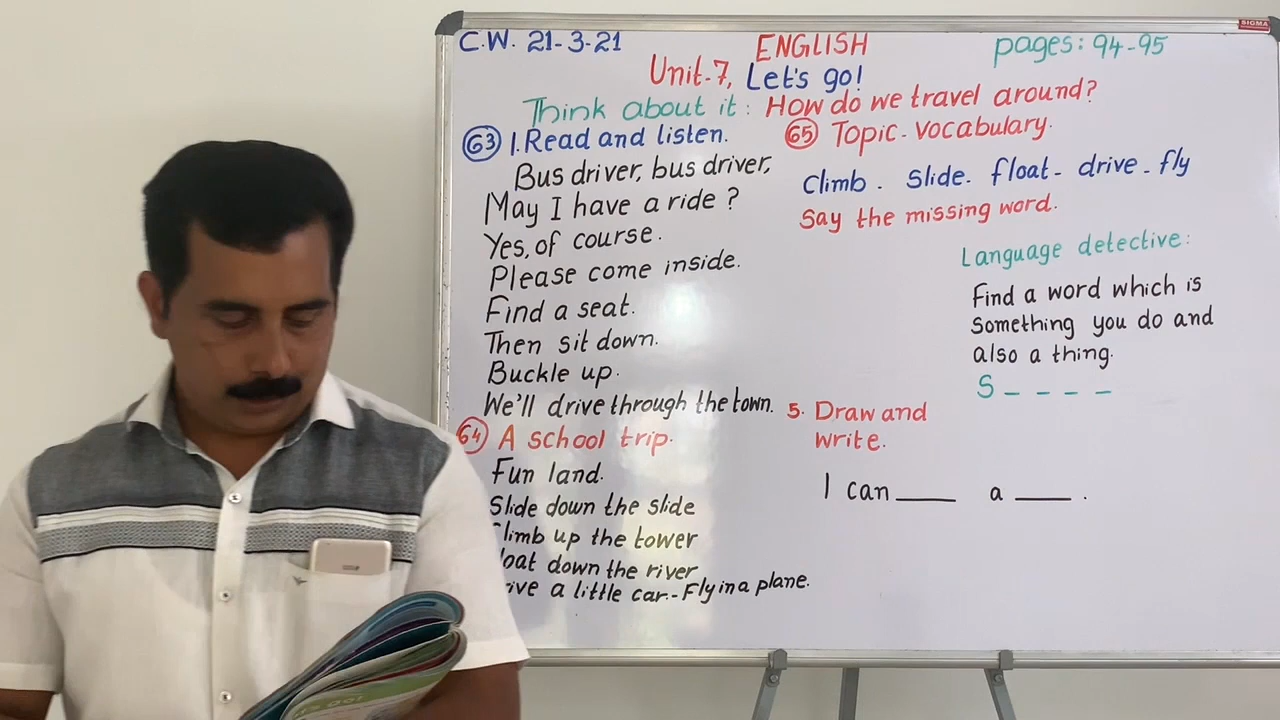 SIGMA
C.W. 21-3-21
ENGLISH
pages: 94-95
Unit-7, Let's go!
Think about it: How do we travel around?
63 1. Read and listen.
Bus driver, bus driver,
May I have a ride?
Yes, of course.
Please come inside.
Find a seat.
Then sit down.
Buckle up.
We'll drive through the town.
64 A school trip.
Fun land.
Slide down the slide
limb up the tower
loat down the river
rive a little car.-Fly in a plane.
65 Topic-vocabulary.
Climb. Slide. float- drive-fly
Say the missing word.
Language detective:
Find a word which is
Something you do and
also a thing.
S _ _ _ _
5. Draw and
write.
I can ____ a ____.